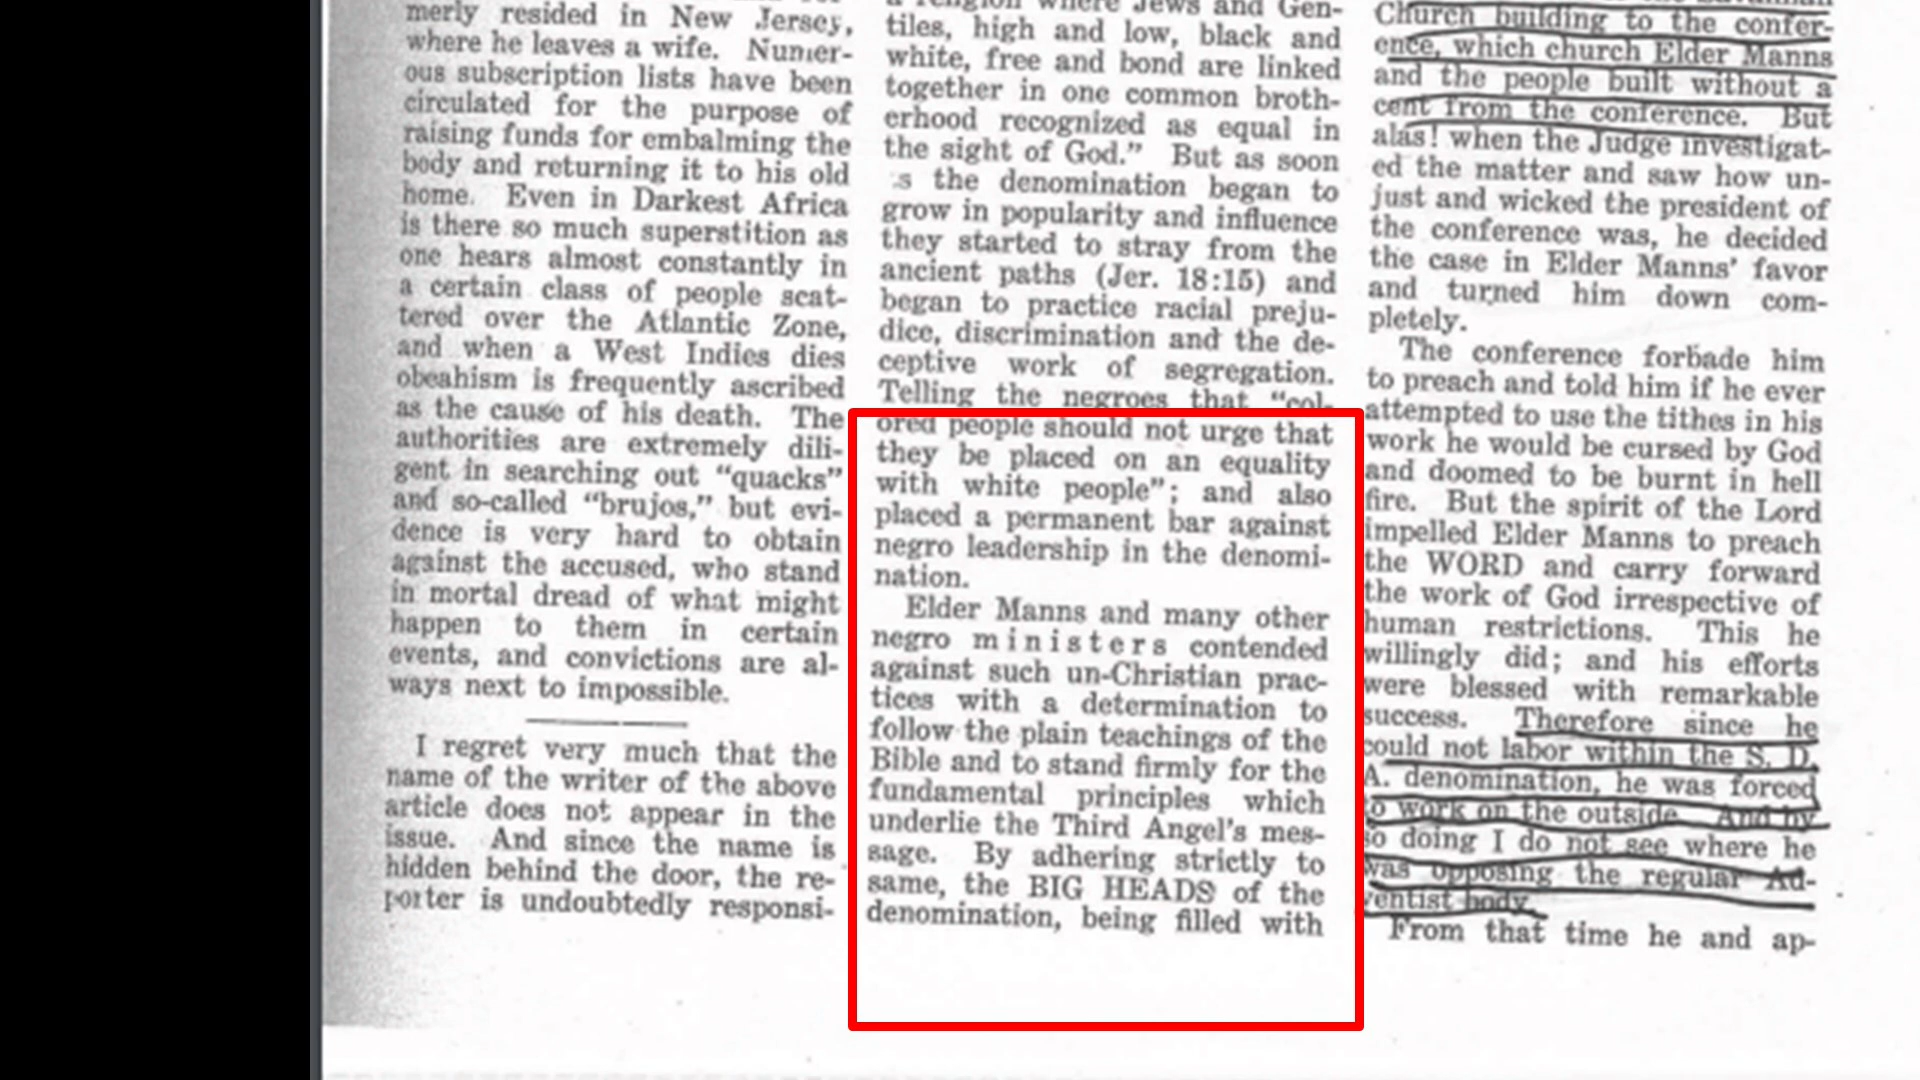 merly resided in New Jersey,
where he leaves a wife. Numer-
ous subscription lists have been
circulated for the purpose of
raising funds for embalming the
body and returning it to his old
home. Even in Darkest Africa
is there so much superstition as
one hears almost constantly in
a certain class of people scat-
tered over the Atlantic Zone,
and when a West Indies dies
obeahism is frequently ascribed
as the cause of his death. The
authorities are extremely dili-
gent in searching out "quacks"
and so-called "brujos," but evi-
dence is very hard to obtain
against the accused, who stand
in mortal dread of what might
happen to them in certain
events, and convictions are al-
ways next to impossible.
I regret very much that the
name of the writer of the above
article does not appear in the
issue. And since the name is
hidden behind the door, the re-
porter is undoubtedly responsi-
a religion where Jews and Gen-
tiles, high and low, black and
white, free and bond are linked
together in one common broth-
erhood recognized as equal in
the sight of God." But as soon
s the denomination began to
grow in popularity and influence
they started to stray from the
ancient paths (Jer. 18:15) and
began to practice racial preju-
dice, discrimination and the de-
ceptive work of segregation.
Telling the negroes that "col-
ored people should not urge that
they be placed on an equality
with white people"; and also
placed a permanent bar against
negro leadership in the denomi-
nation.
Elder Manns and many other
negro ministers contended
against such un-Christian prac-
tices with a determination to
follow the plain teachings of the
Bible and to stand firmly for the
fundamental principles which
underlie the Third Angel's mes-
sage. By adhering strictly to
same, the BIG HEADS of the
denomination, being filled with
Church building to the confer-
ence, which church Elder Manns
and the people built without a
cent from the conference. But
alas! when the Judge investigat-
ed the matter and saw how un-
just and wicked the president of
the conference was, he decided
the case in Elder Manns' favor
and turned him down com-
pletely.
The conference forbade him
to preach and told him if he ever
attempted to use the tithes in his
work he would be cursed by God
and doomed to be burnt in hell
fire. But the spirit of the Lord
impelled Elder Manns to preach
the WORD and carry forward
the work of God irrespective of
human restrictions. This he
willingly did; and his efforts
were blessed with remarkable
success. Therefore since he
could not labor within the S. D.
A. denomination, he was forced
to work on the outside. And by
so doing I do not see where he
was opposing the regular Ad-
ventist body.
From that time he and ap-